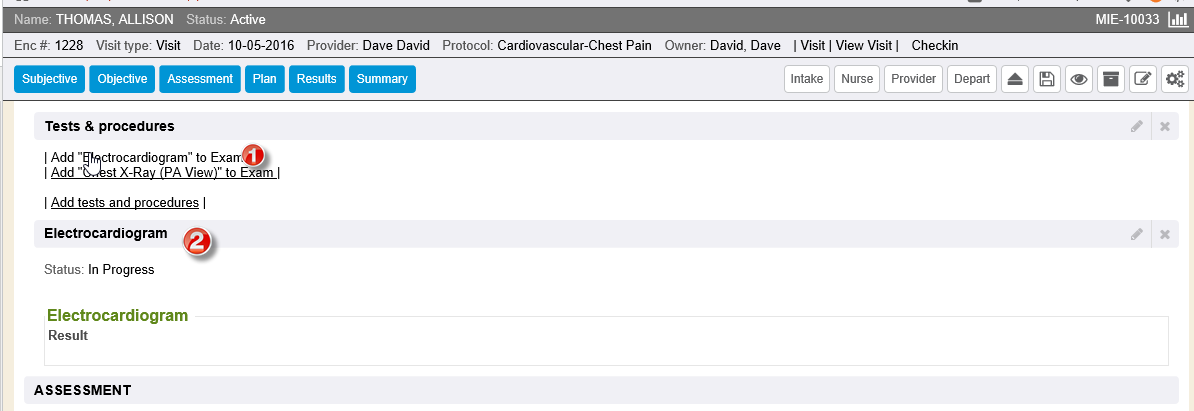 Name: THOMAS, ALLISON Status: Active MIE-10033
Enc #: 1228 Visit type: Visit Date: 10-05-2016 Provider: Dave David Protocol: Cardiovascular-Chest Pain Owner: David, Dave | Visit | View Visit | Checkin
Subjective Objective Assessment Plan Results Summary Intake Nurse Provider Depart
Tests & procedures
| Add "Electrocardiogram" to Exam 1
| Add "Chest X-Ray (PA View)" to Exam |
| Add tests and procedures |
Electrocardiogram 2
Status: In Progress
Electrocardiogram
Result
ASSESSMENT